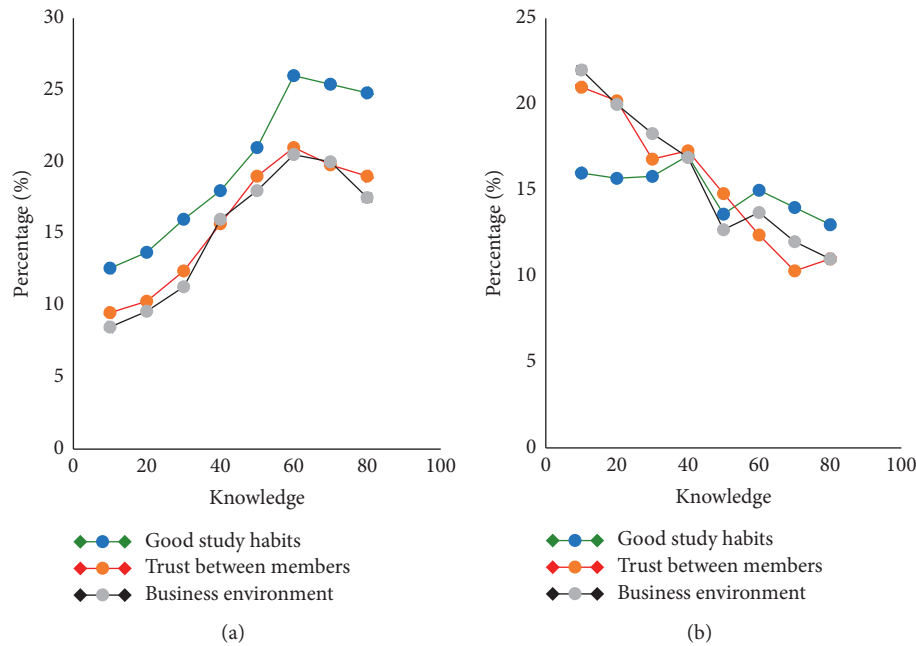 30
25
20
15
10
5
0
Percentage (%)
0 20 40 60 80 100
Knowledge
Good study habits
Trust between members
Business environment
(a)
25
20
15
10
5
0
Percentage (%)
0 20 40 60 80 100
Knowledge
Good study habits
Trust between members
Business environment
(b)